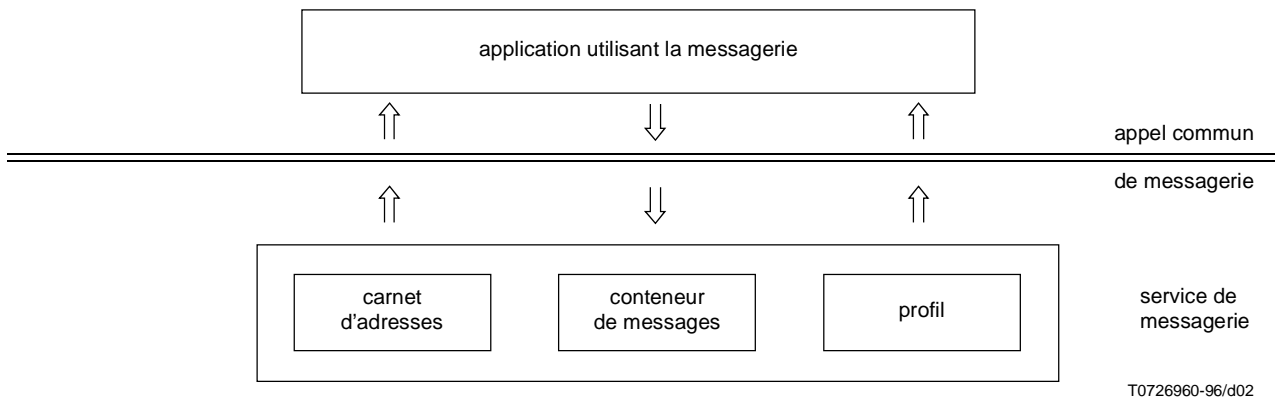 application utilisant la messagerie
appel commun
de messagerie
carnet
d'adresses
conteneur
de messages
profil
service de
messagerie
T0726960-96/d02